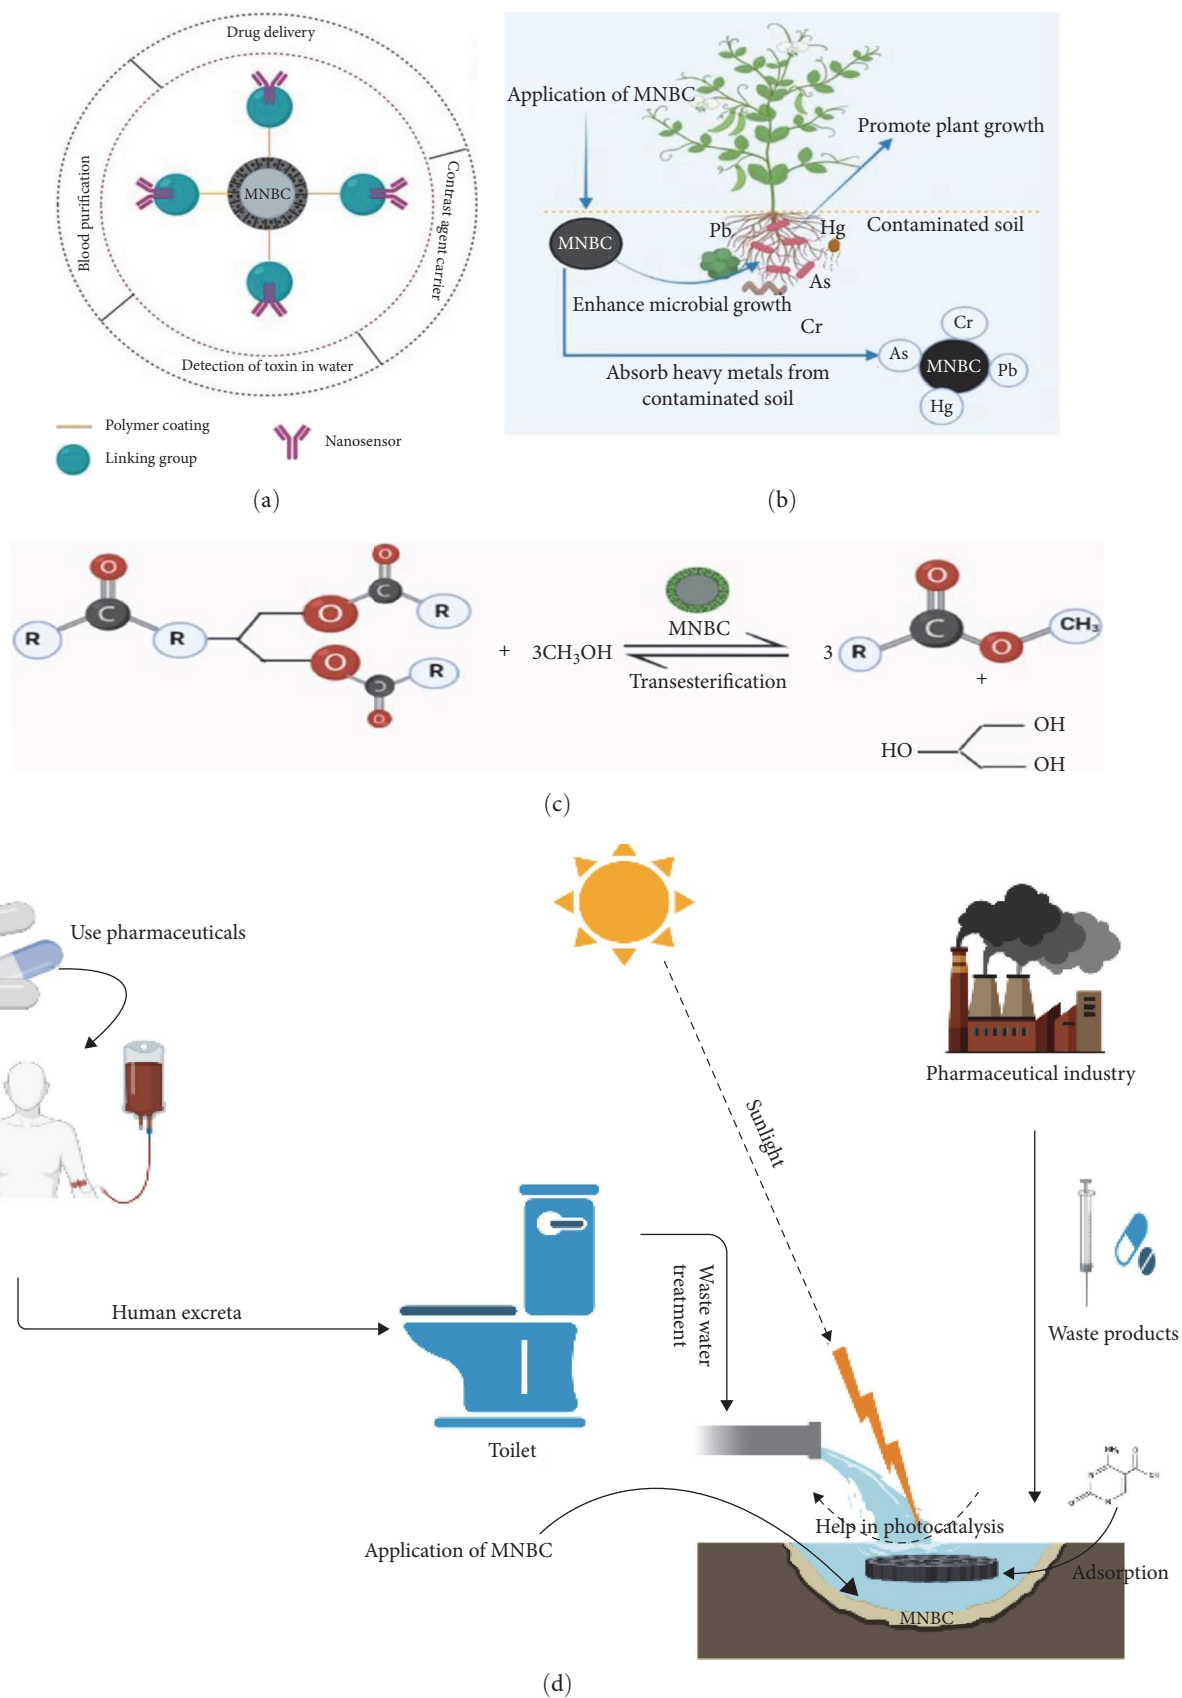 Drug delivery
Blood purification
MNBC
Contrast agent carrier
Detection of toxin in water
Polymer coating
Linking group
Nanosensor
(a)
Application of MNBC
Promote plant growth
Contaminated soil
MNBC
Pb
Hg
As
Enhance microbial growth
Cr
Absorb heavy metals from
contaminated soil
Cr
As
MNBC
Pb
Hg
(b)
O
C
R
R
O
O
C
R
O
C
R
O
+
3CH₃OH
MNBC
Transesterification
3
O
C
R
O
CH₃
+
HO
OH
OH
(c)
Use pharmaceuticals
Sunlight
Pharmaceutical industry
Human excreta
Toilet
Waste water
treatment
Waste products
Help in photocatalysis
Application of MNBC
Adsorption
MNBC
(d)